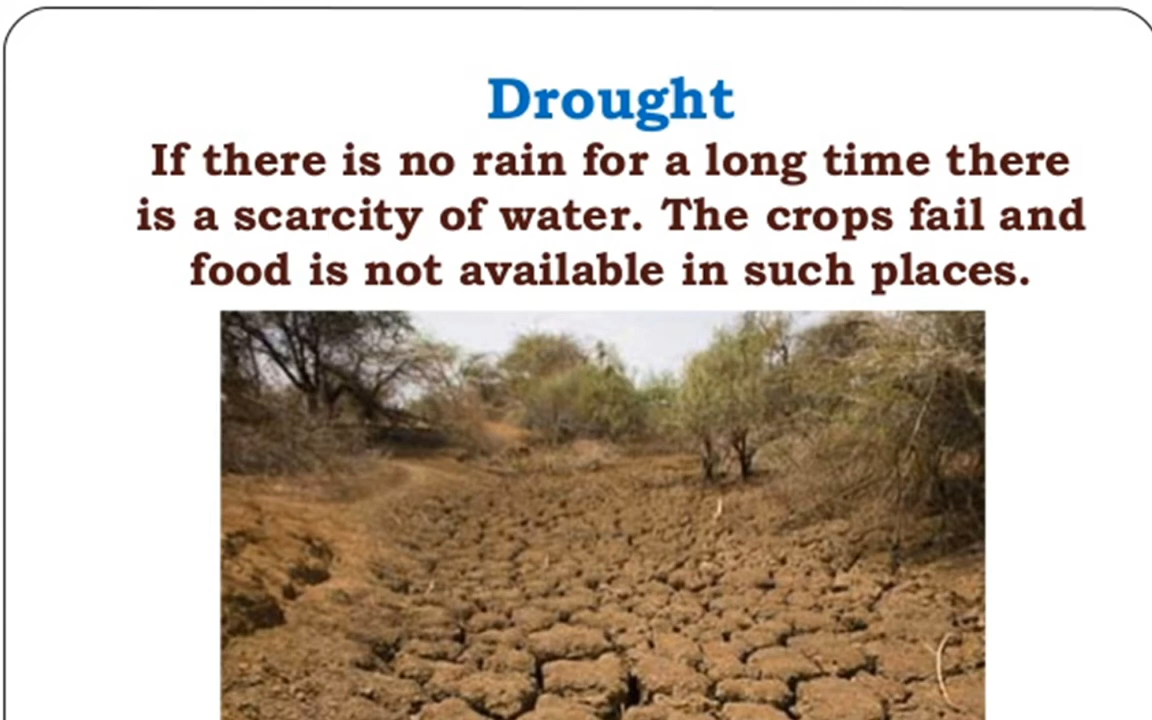 Drought
If there is no rain for a long time there
is a scarcity of water. The crops fail and
food is not available in such places.